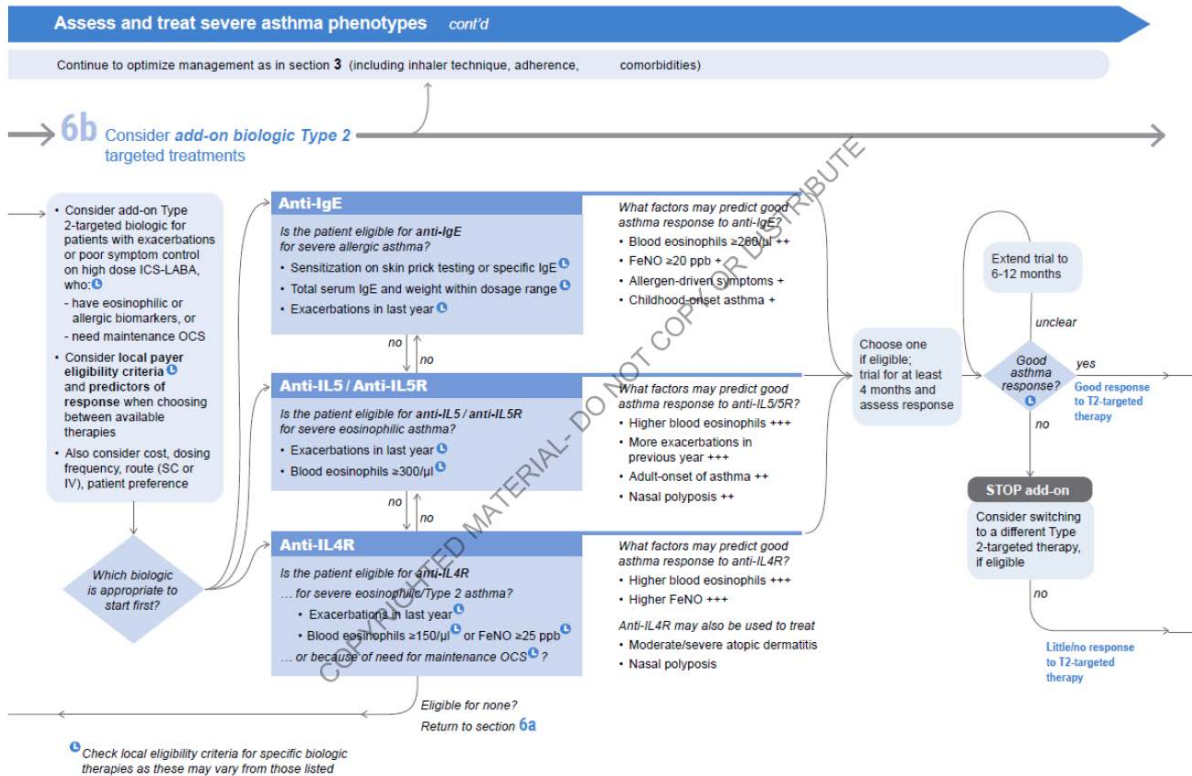 Assess and treat severe asthma phenotypes cont'd
Continue to optimize management as in section 3 (including inhaler technique, adherence, comorbidities)
6b Consider add-on biologic Type 2
targeted treatments
• Consider add-on Type
2-targeted biologic for
patients with exacerbations
or poor symptom control
on high dose ICS-LABA,
who:
- have eosinophilic or
allergic biomarkers, or
- need maintenance OCS
• Consider local payer
eligibility criteria
and predictors of
response when choosing
between available
therapies
• Also consider cost, dosing
frequency, route (SC or
IV), patient preference
Which biologic
is appropriate to
start first?
Anti-IgE
Is the patient eligible for anti-IgE
for severe allergic asthma?
• Sensitization on skin prick testing or specific IgE
• Total serum IgE and weight within dosage range
• Exacerbations in last year
What factors may predict good
asthma response to anti-IgE?
• Blood eosinophils ≥260/µl ++
• FeNO ≥20 ppb +
• Allergen-driven symptoms +
• Childhood-onset asthma +
no
no
Anti-IL5 / Anti-IL5R
Is the patient eligible for anti-IL5 / anti-IL5R
for severe eosinophilic asthma?
• Exacerbations in last year
• Blood eosinophils ≥300/µl
What factors may predict good
asthma response to anti-IL5/5R?
• Higher blood eosinophils +++
• More exacerbations in
previous year +++
• Adult-onset of asthma ++
• Nasal polyposis ++
no
no
Anti-IL4R
Is the patient eligible for anti-IL4R
... for severe eosinophilic/Type 2 asthma?
• Exacerbations in last year
• Blood eosinophils ≥150/µl or FeNO ≥25 ppb
... or because of need for maintenance OCS ?
What factors may predict good
asthma response to anti-IL4R?
• Higher blood eosinophils +++
• Higher FeNO +++
Anti-IL4R may also be used to treat
• Moderate/severe atopic dermatitis
• Nasal polyposis
Eligible for none?
Return to section 6a
Choose one
if eligible;
trial for at least
4 months and
assess response
Extend trial to
6-12 months
unclear
Good
asthma
response?
yes
Good response
to T2-targeted
therapy
no
STOP add-on
Consider switching
to a different Type
2-targeted therapy,
if eligible
no
Little/no response
to T2-targeted
therapy
Check local eligibility criteria for specific biologic
therapies as these may vary from those listed
COPYRIGHTED MATERIAL- DO NOT COPY OR DISTRIBUTE